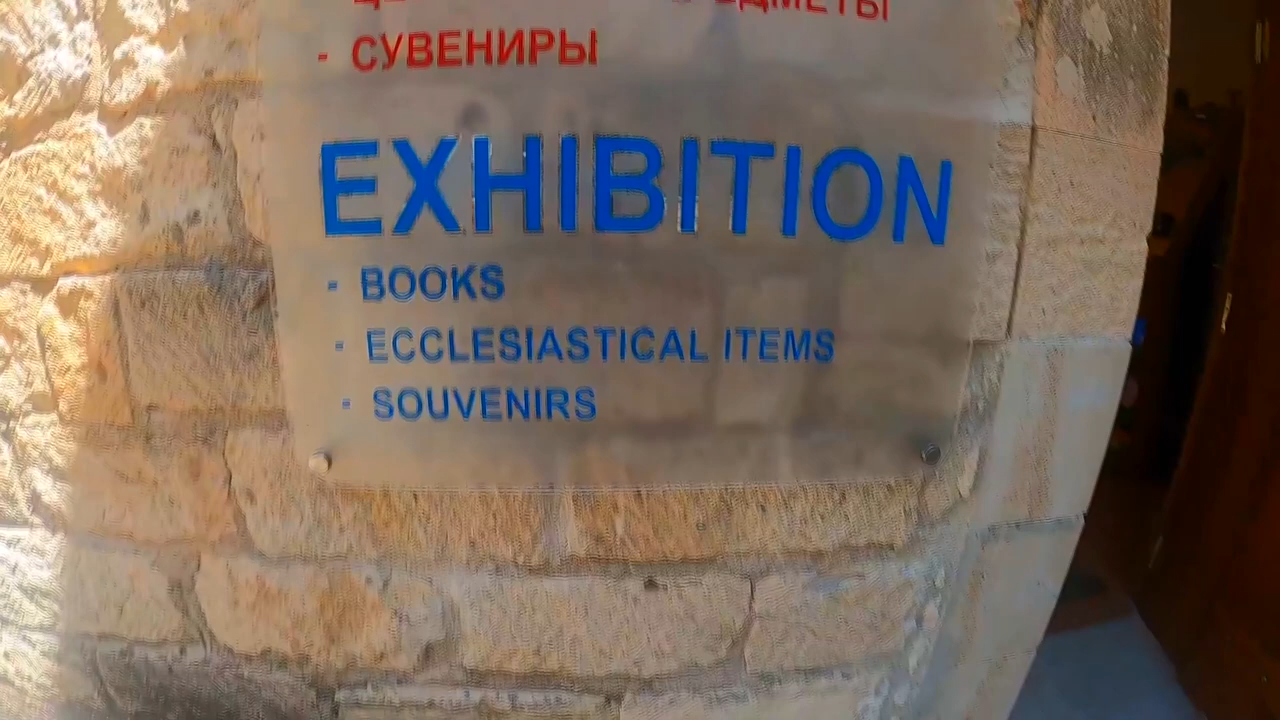 - СУВЕНИРЫ
EXHIBITION
- BOOKS
- ECCLESIASTICAL ITEMS
- SOUVENIRS